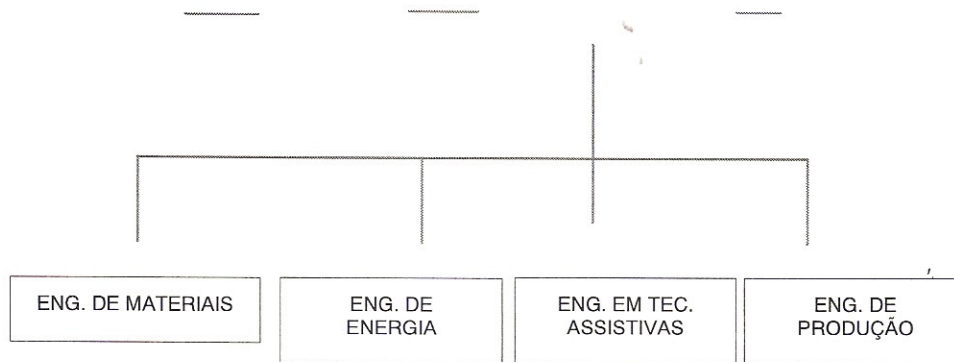 ENG. DE MATERIAIS
ENG. DE
ENERGIA
ENG. EM TEC.
ASSISTIVAS
ENG. DE
PRODUÇÃO